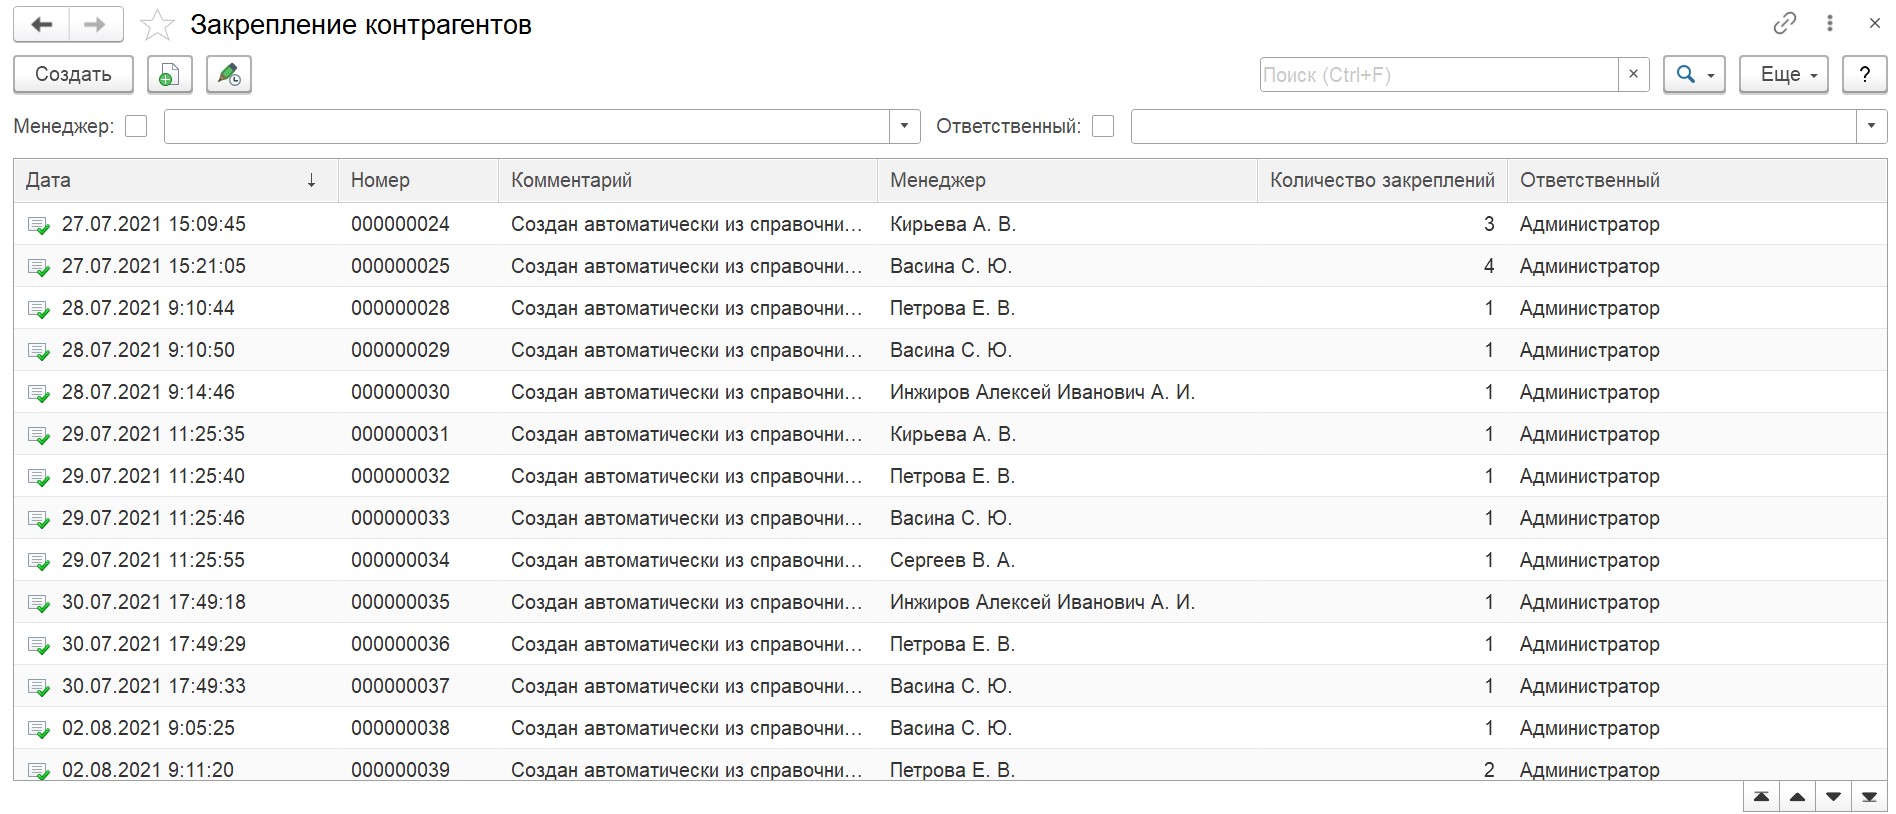 Закрепление контрагентов
Создать
Поиск (Ctrl+F)
Еще
?
Менеджер:
Ответственный:
Дата Номер Комментарий Менеджер Количество закреплений Ответственный
27.07.2021 15:09:45 000000024 Создан автоматически из справочни... Кирьева А. В. 3 Администратор
27.07.2021 15:21:05 000000025 Создан автоматически из справочни... Васина С. Ю. 4 Администратор
28.07.2021 9:10:44 000000028 Создан автоматически из справочни... Петрова Е. В. 1 Администратор
28.07.2021 9:10:50 000000029 Создан автоматически из справочни... Васина С. Ю. 1 Администратор
28.07.2021 9:14:46 000000030 Создан автоматически из справочни... Инжиров Алексей Иванович А. И. 1 Администратор
29.07.2021 11:25:35 000000031 Создан автоматически из справочни... Кирьева А. В. 1 Администратор
29.07.2021 11:25:40 000000032 Создан автоматически из справочни... Петрова Е. В. 1 Администратор
29.07.2021 11:25:46 000000033 Создан автоматически из справочни... Васина С. Ю. 1 Администратор
29.07.2021 11:25:55 000000034 Создан автоматически из справочни... Сергеев В. А. 1 Администратор
30.07.2021 17:49:18 000000035 Создан автоматически из справочни... Инжиров Алексей Иванович А. И. 1 Администратор
30.07.2021 17:49:29 000000036 Создан автоматически из справочни... Петрова Е. В. 1 Администратор
30.07.2021 17:49:33 000000037 Создан автоматически из справочни... Васина С. Ю. 1 Администратор
02.08.2021 9:05:25 000000038 Создан автоматически из справочни... Васина С. Ю. 1 Администратор
02.08.2021 9:11:20 000000039 Создан автоматически из справочни... Петрова Е. В. 2 Администратор